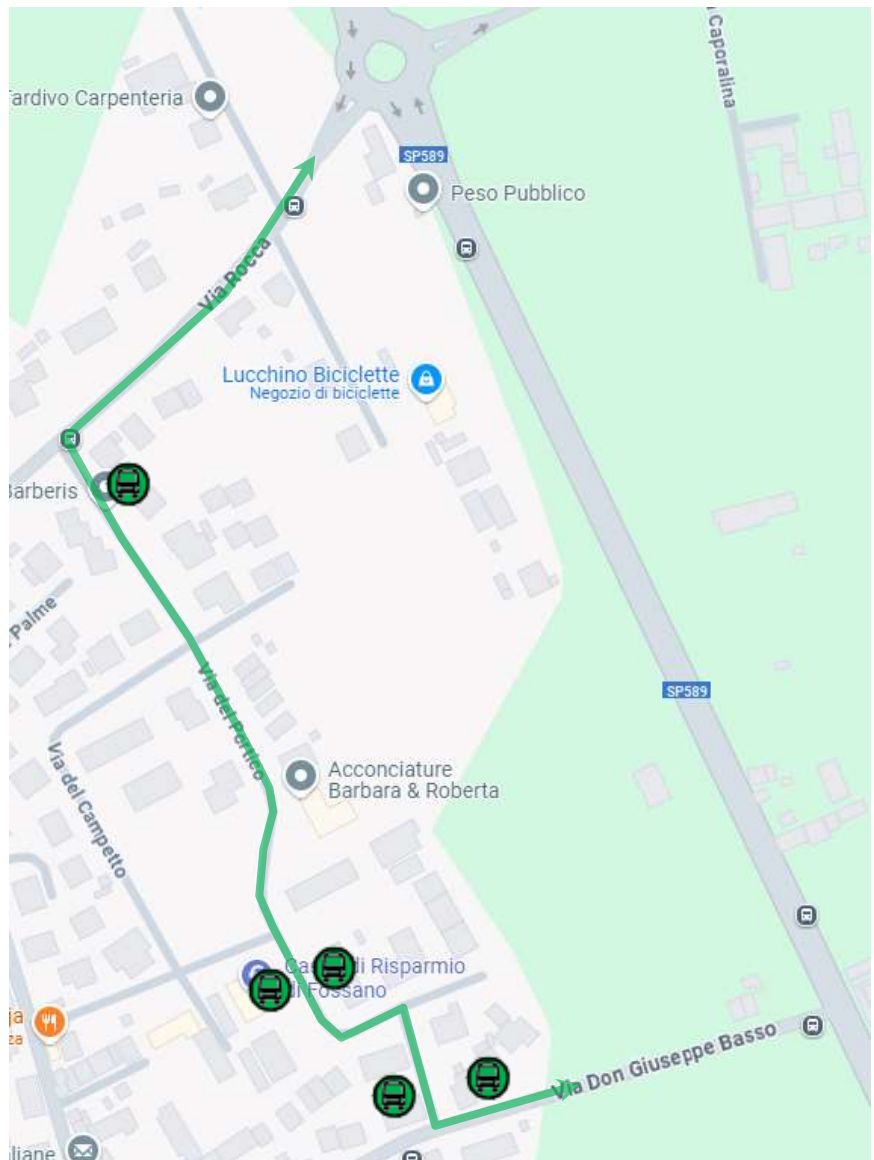 Tardivo Carpenteria
Caporalina
SP589
Peso Pubblico
Via Rocca
Lucchino Biciclette
Negozio di biciclette
Barberis
Palme
Via del Portico
SP589
Via del Campetto
Acconciature
Barbara & Roberta
di Risparmio
di Fossano
Via Don Giuseppe Basso